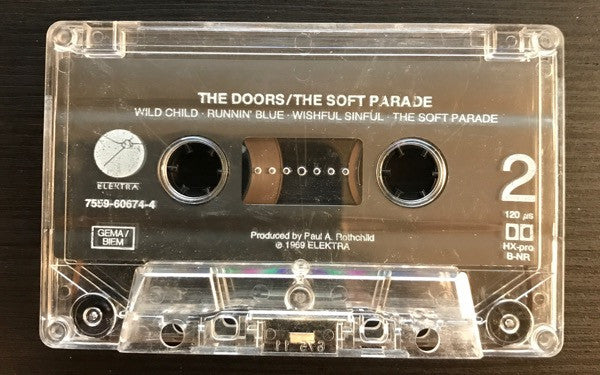 THE DOORS/THE SOFT PARADE
WILD CHILD · RUNNIN' BLUE · WISHFUL SINFUL · THE SOFT PARADE
ELEKTRA
7559-60674-4
2
120 µs
GEMA/
BIEM
HX-pro
B-NR
Produced by Paul A. Rothchild
℗ 1969 ELEKTRA